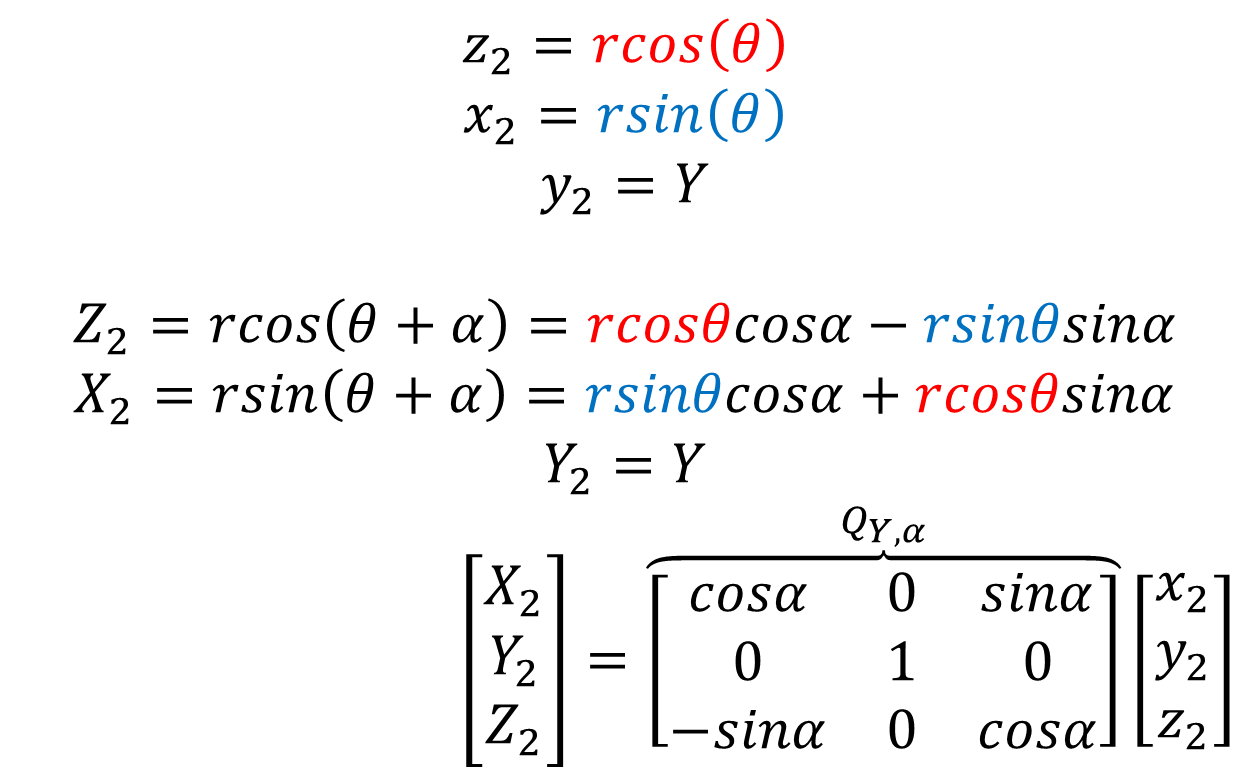 z₂ = rcos(θ)
x₂ = rsin(θ)
y₂ = Y
Z₂ = rcos(θ + α) = rcosθcosα − rsinθsinα
X₂ = rsin(θ + α) = rsinθcosα + rcosθsinα
Y₂ = Y
Q_{Y,α}
[X₂] [cosα 0 sinα] [x₂]
[Y₂] = [0 1 0] [y₂]
[Z₂] [−sinα 0 cosα] [z₂]